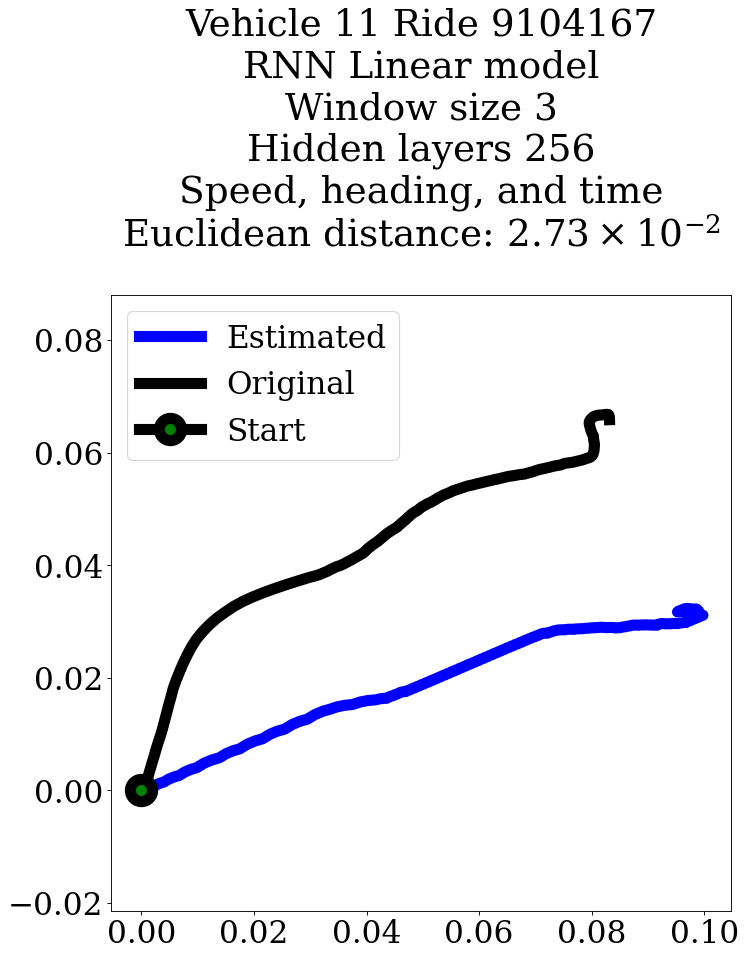 Vehicle 11 Ride 9104167
RNN Linear model
Window size 3
Hidden layers 256
Speed, heading, and time
Euclidean distance: 2.73 × 10⁻²
Estimated
Original
Start
0.08
0.06
0.04
0.02
0.00
−0.02
0.00 0.02 0.04 0.06 0.08 0.10